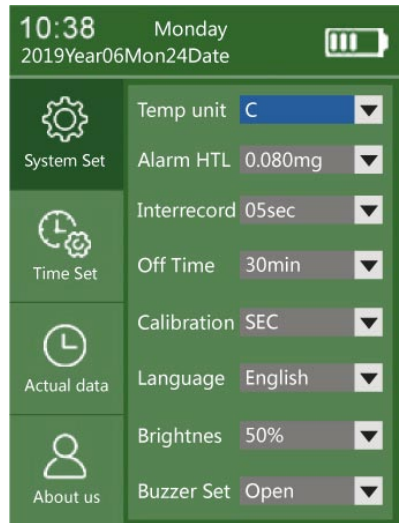 10:38 Monday
2019Year06Mon24Date
System Set
Time Set
Actual data
About us
Temp unit C
Alarm HTL 0.080mg
Interrecord 05sec
Off Time 30min
Calibration SEC
Language English
Brightnes 50%
Buzzer Set Open